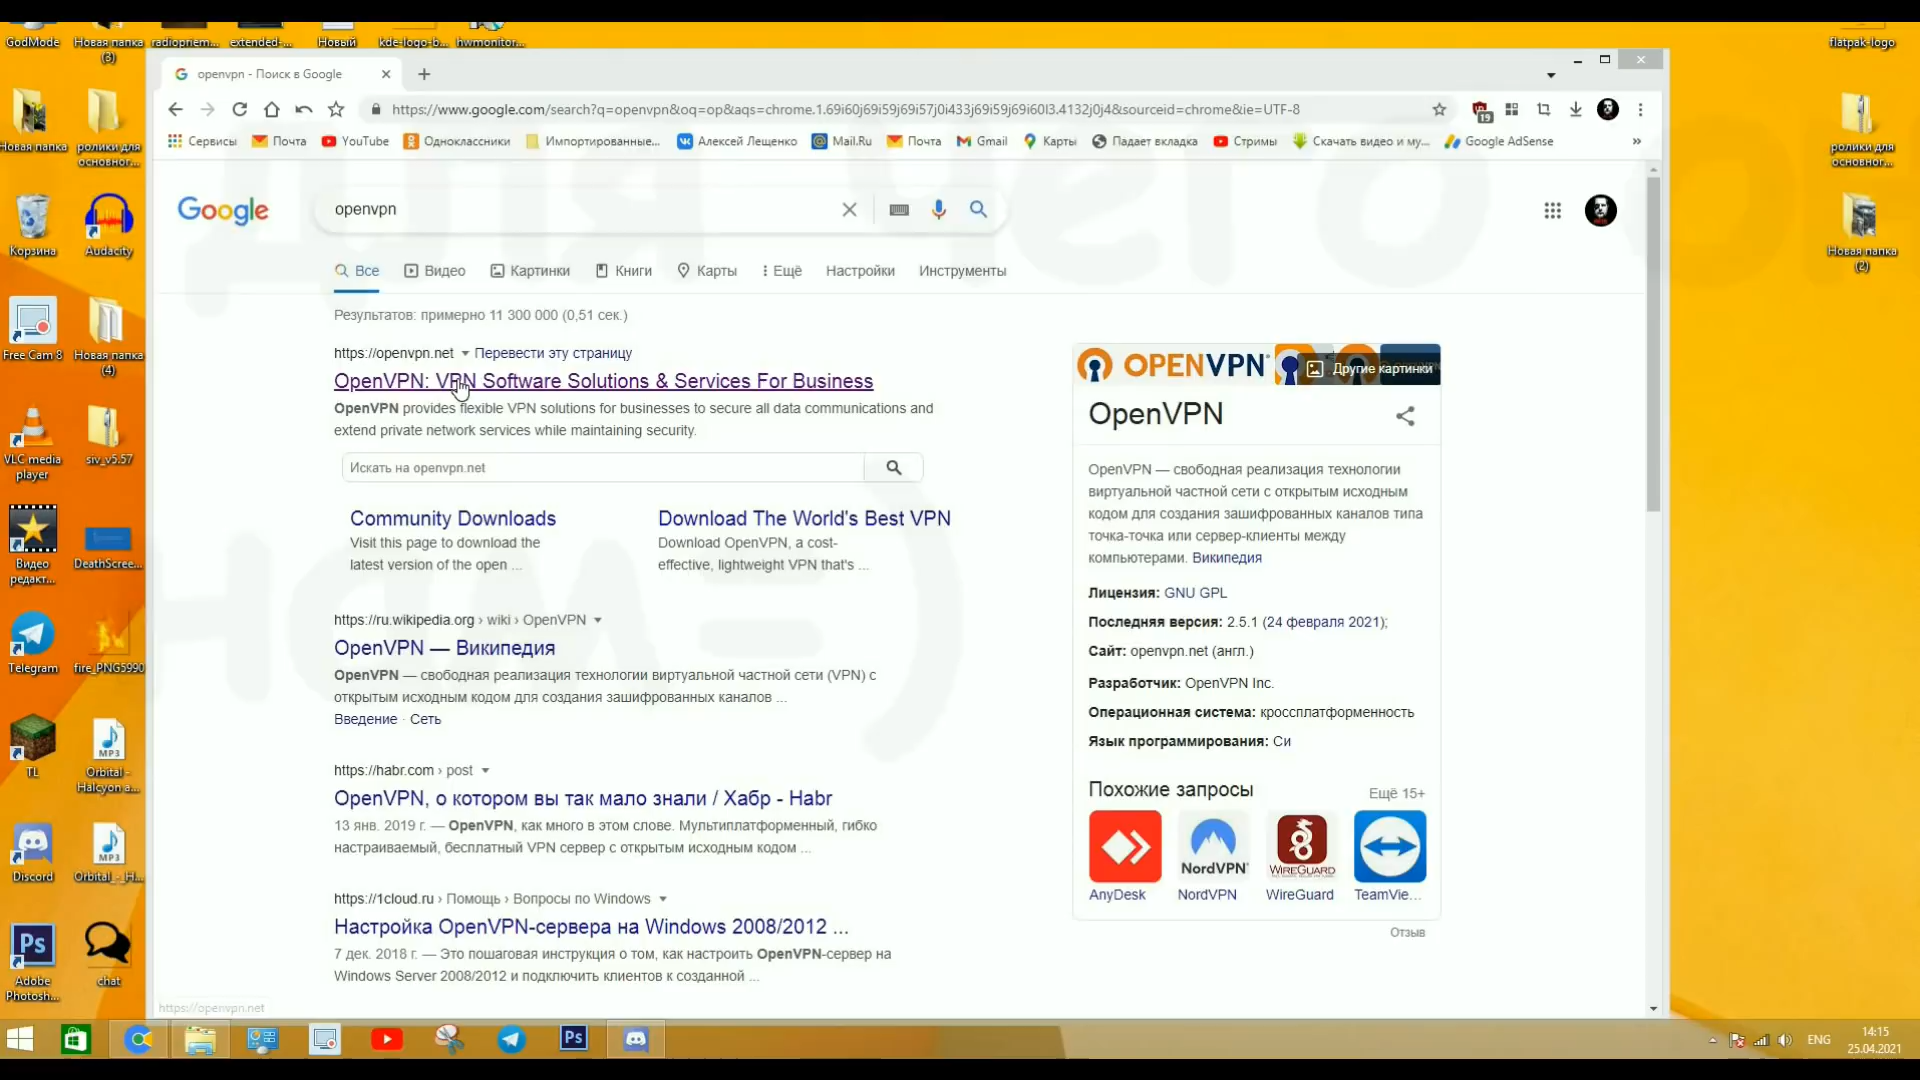 GodMode
Новая папка (3)
radiopriem...
extended-...
Новый
kde-logo-b...
hwmonitor...
flatpak-logo
openvpn - Поиск в Google
https://www.google.com/search?q=openvpn&oq=op&aqs=chrome.1.69i60j69i59j69i57j0i433j69i59j69i60l3.4132j0j4&sourceid=chrome&ie=UTF-8
19
Сервисы
Почта
YouTube
Одноклассники
Импортированные...
Алексей Лещенко
Mail.Ru
Почта
Gmail
Карты
Падает вкладка
Стримы
Скачать видео и му...
Google AdSense
»
Новая папка
ролики для основног...
Корзина
Audacity
Free Cam 8
Новая папка (4)
VLC media player
siv_v5.57
Видео редакт...
DeathScree...
Telegram
fire_PNG5990
TL
Orbital - Halcyon a...
Discord
Orbital_-_H...
Adobe Photosh...
chat
MP3
MP3
Ps
ролики для основног...
Новая папка (2)
для чего о
нам=)
Google
openvpn
Все
Видео
Картинки
Книги
Карты
Ещё
Настройки
Инструменты
Результатов: примерно 11 300 000 (0,51 сек.)
https://openvpn.net
Перевести эту страницу
OpenVPN: VPN Software Solutions & Services For Business
OpenVPN provides flexible VPN solutions for businesses to secure all data communications and
extend private network services while maintaining security.
Искать на openvpn.net
Community Downloads
Visit this page to download the
latest version of the open ...
Download The World's Best VPN
Download OpenVPN, a cost-
effective, lightweight VPN that's ...
https://ru.wikipedia.org › wiki › OpenVPN
OpenVPN — Википедия
OpenVPN — свободная реализация технологии виртуальной частной сети (VPN) с
открытым исходным кодом для создания зашифрованных каналов ...
Введение · Сеть
https://habr.com › post
OpenVPN, о котором вы так мало знали / Хабр - Habr
13 янв. 2019 г. — OpenVPN, как много в этом слове. Мультиплатформенный, гибко
настраиваемый, бесплатный VPN сервер с открытым исходным кодом ...
https://1cloud.ru › Помощь › Вопросы по Windows
Настройка OpenVPN-сервера на Windows 2008/2012 ...
7 дек. 2018 г. — Это пошаговая инструкция о том, как настроить OpenVPN-сервер на
Windows Server 2008/2012 и подключить клиентов к созданной ...
OPENVPN
Другие картинки
OpenVPN
OpenVPN — свободная реализация технологии
виртуальной частной сети с открытым исходным
кодом для создания зашифрованных каналов типа
точка-точка или сервер-клиенты между
компьютерами. Википедия
Лицензия: GNU GPL
Последняя версия: 2.5.1 (24 февраля 2021);
Сайт: openvpn.net (англ.)
Разработчик: OpenVPN Inc.
Операционная система: кроссплатформенность
Язык программирования: Си
Похожие запросы
Ещё 15+
NordVPN
WIREGUARD
AnyDesk
NordVPN
WireGuard
TeamVie...
Отзыв
https://openvpn.net
Ps
ENG
14:15
25.04.2021